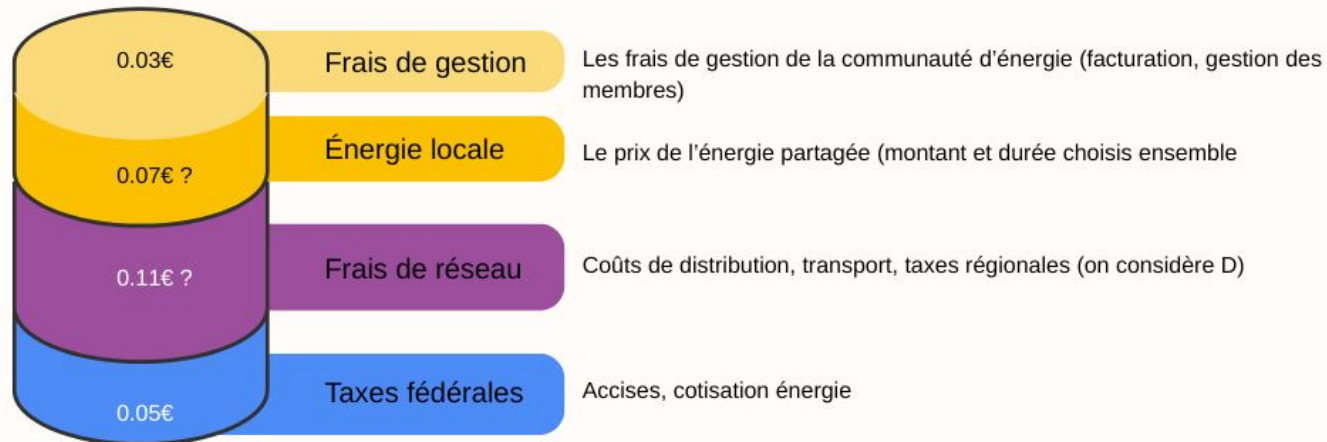 0.03€
Frais de gestion
Les frais de gestion de la communauté d’énergie (facturation, gestion des
membres)
0.07€ ?
Énergie locale
Le prix de l’énergie partagée (montant et durée choisis ensemble
0.11€ ?
Frais de réseau
Coûts de distribution, transport, taxes régionales (on considère D)
0.05€
Taxes fédérales
Accises, cotisation énergie